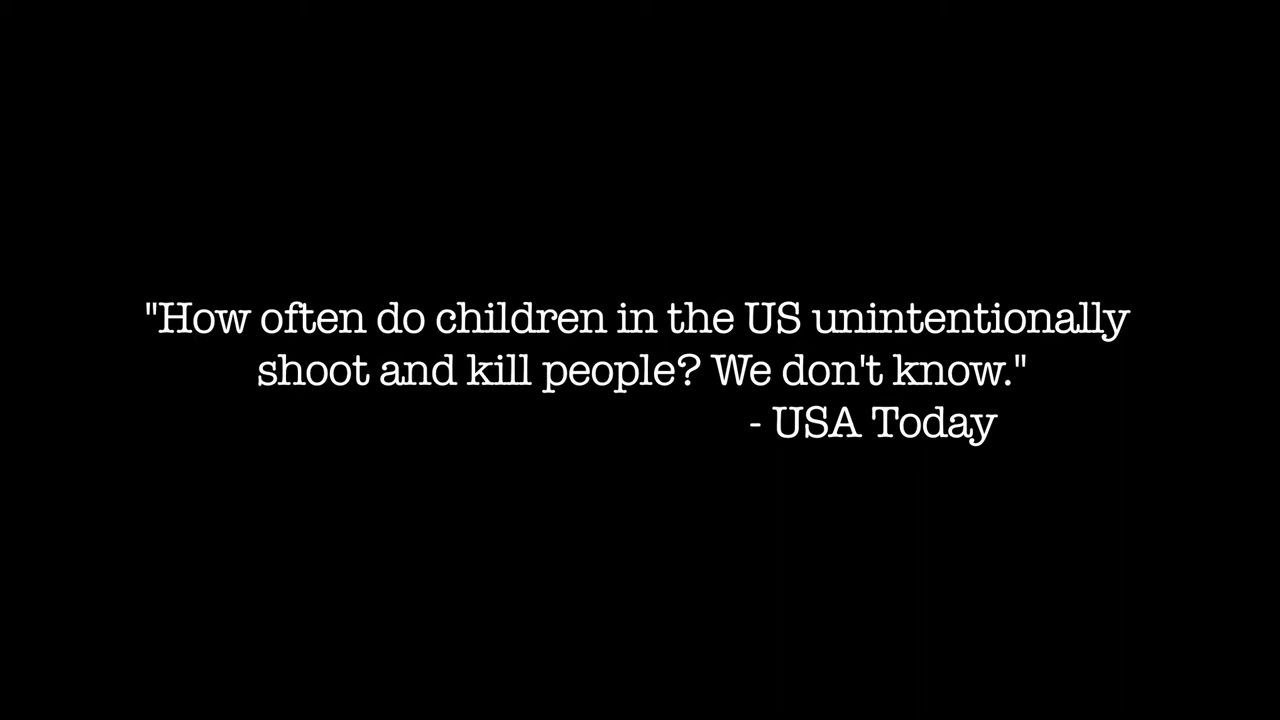 "How often do children in the US unintentionally
shoot and kill people? We don't know."
- USA Today